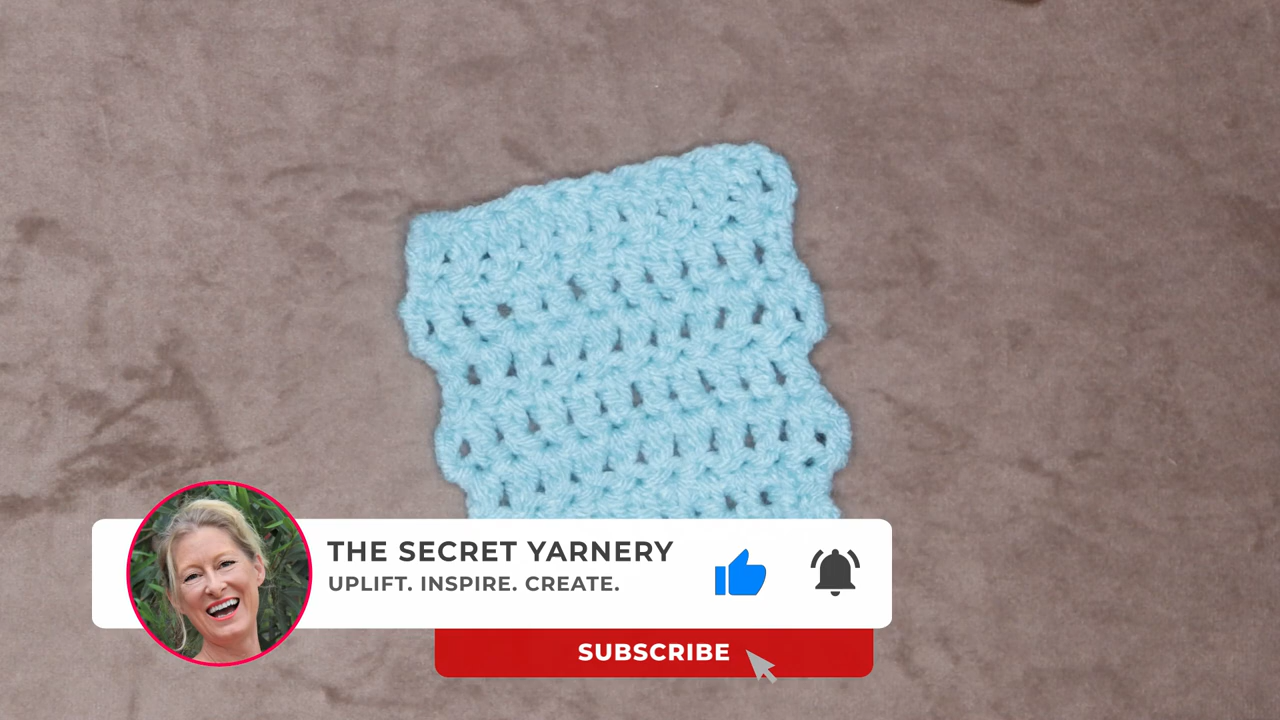 THE SECRET YARNERY
UPLIFT. INSPIRE. CREATE.
SUBSCRIBE